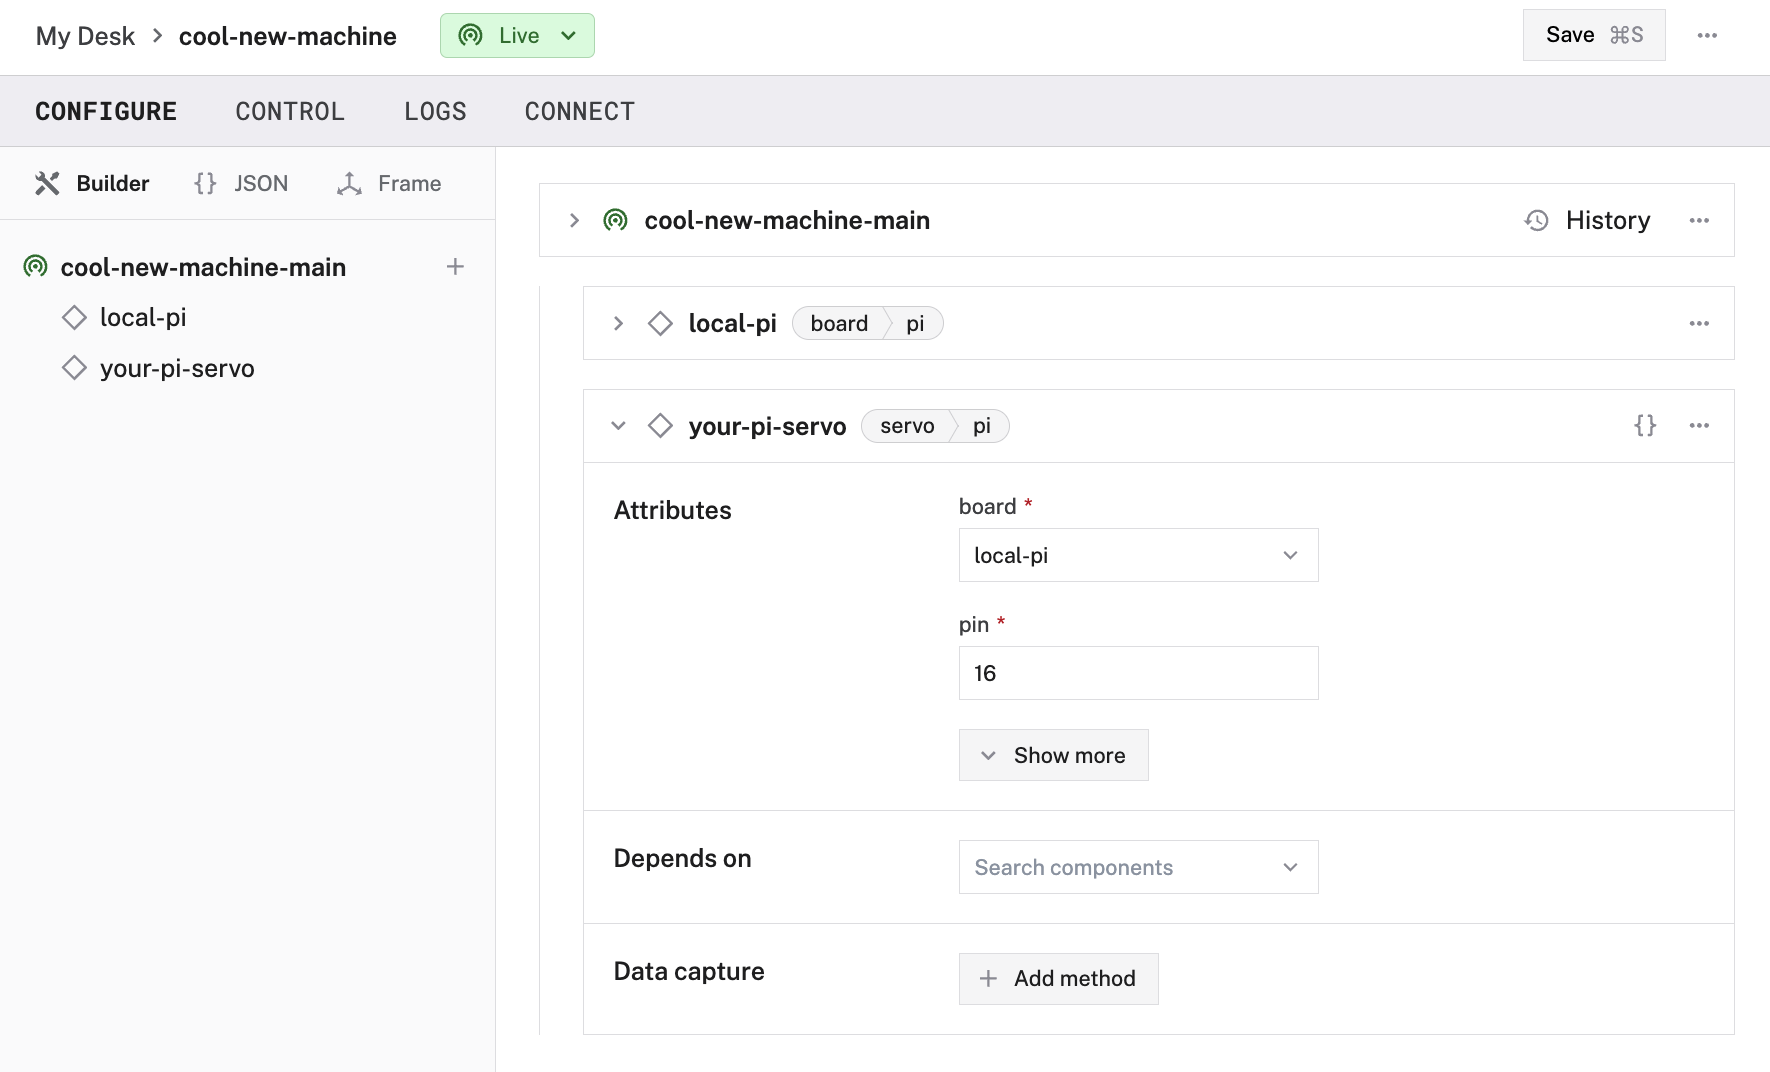 My Desk > cool-new-machine Live Save ⌘S ...
CONFIGURE CONTROL LOGS CONNECT
Builder {} JSON Frame
cool-new-machine-main +
local-pi
your-pi-servo
cool-new-machine-main History ...
local-pi board pi ...
your-pi-servo servo pi {} ...
Attributes
board *
local-pi
pin *
16
Show more
Depends on
Search components
Data capture
+ Add method